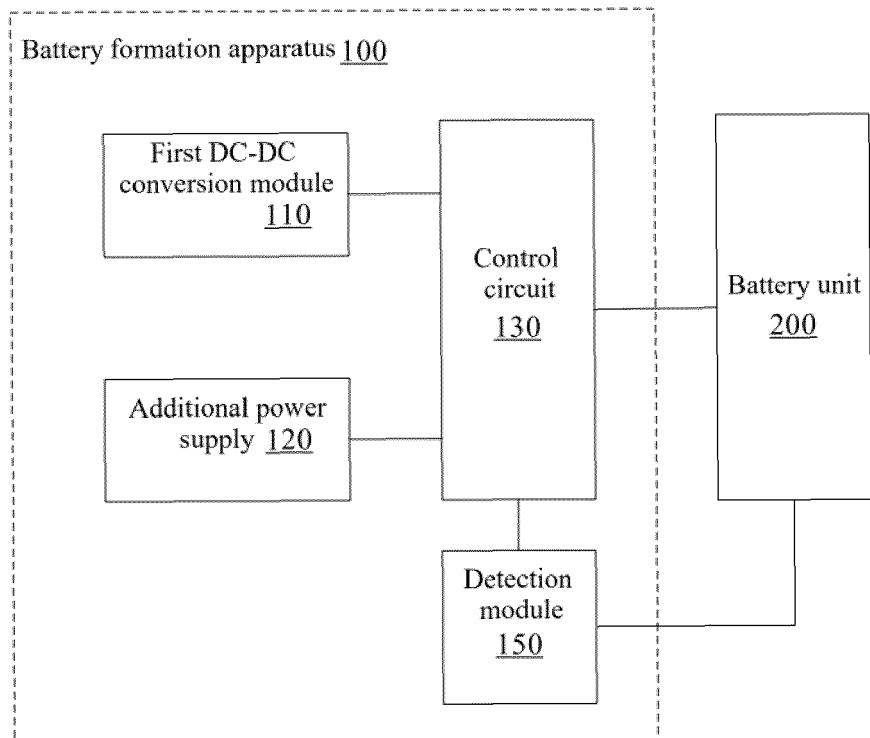 Battery formation apparatus 100
First DC-DC
conversion module
110
Control
circuit
130
Battery unit
200
Additional power
supply 120
Detection
module
150